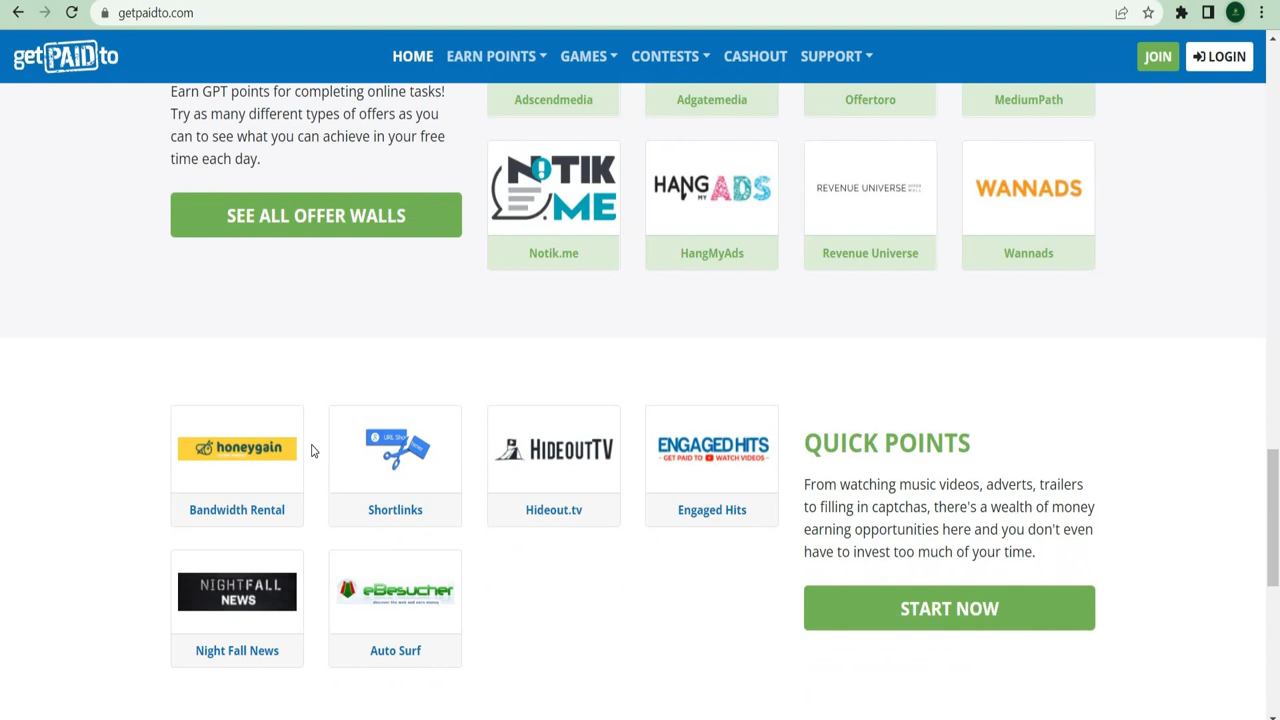 getpaidto.com
get PAID to
HOME EARN POINTS GAMES CONTESTS CASHOUT SUPPORT JOIN LOGIN
Earn GPT points for completing online tasks!
Try as many different types of offers as you
can to see what you can achieve in your free
time each day.
SEE ALL OFFER WALLS
Adscendmedia Adgatemedia Offertoro MediumPath
NOTIK ME
HANG MY ADS
REVENUE UNIVERSE
WANNADS
Notik.me HangMyAds Revenue Universe Wannads
honeygain
HIDEOUTTV
ENGAGED HITS
GET PAID TO WATCH VIDEOS
Bandwidth Rental Shortlinks Hideout.tv Engaged Hits
NIGHTFALL
NEWS
eBesucher
discover the web and earn money
Night Fall News Auto Surf
QUICK POINTS
From watching music videos, adverts, trailers
to filling in captchas, there's a wealth of money
earning opportunities here and you don't even
have to invest too much of your time.
START NOW